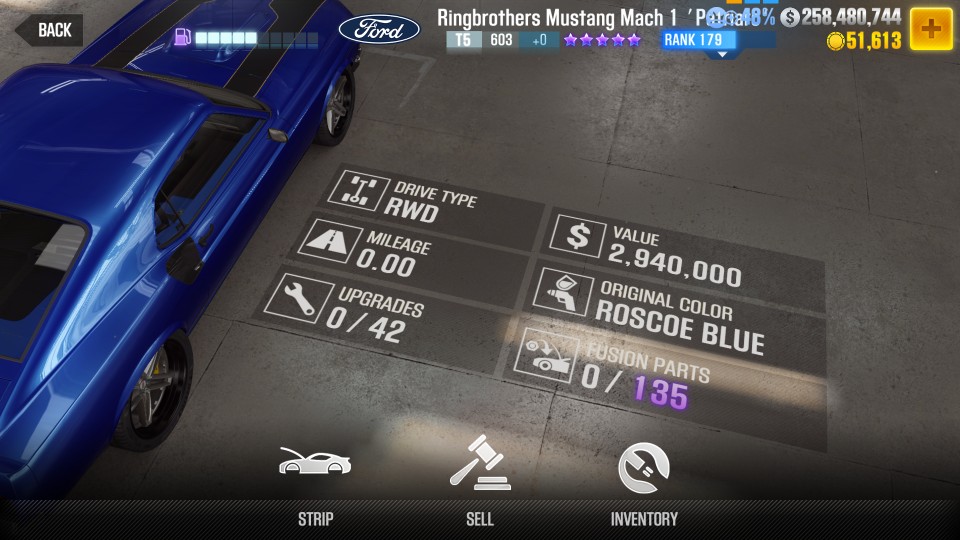 BACK
Ford
Ringbrothers Mustang Mach 1 'Patriar
48%
258,480,744
T5 603 +0
RANK 179
51,613
DRIVE TYPE
RWD
MILEAGE
0.00
UPGRADES
0 / 42
VALUE
2,940,000
ORIGINAL COLOR
ROSCOE BLUE
FUSION PARTS
0 / 135
STRIP
SELL
INVENTORY